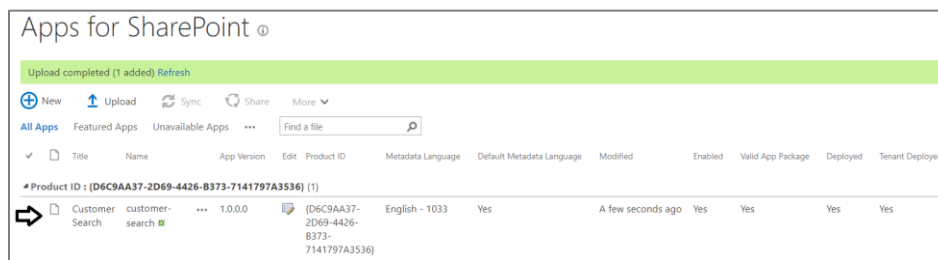 Apps for SharePoint
Upload completed (1 added) Refresh
New Upload Sync Share More
All Apps Featured Apps Unavailable Apps ••• Find a file
Title Name App Version Edit Product ID Metadata Language Default Metadata Language Modified Enabled Valid App Package Deployed Tenant Deploye
Product ID : {D6C9AA37-2D69-4426-B373-7141797A3536} (1)
Customer customer- ••• 1.0.0.0 {D6C9AA37- English - 1033 Yes A few seconds ago Yes Yes Yes Yes
Search search 2D69-4426-
B373-
7141797A3536}